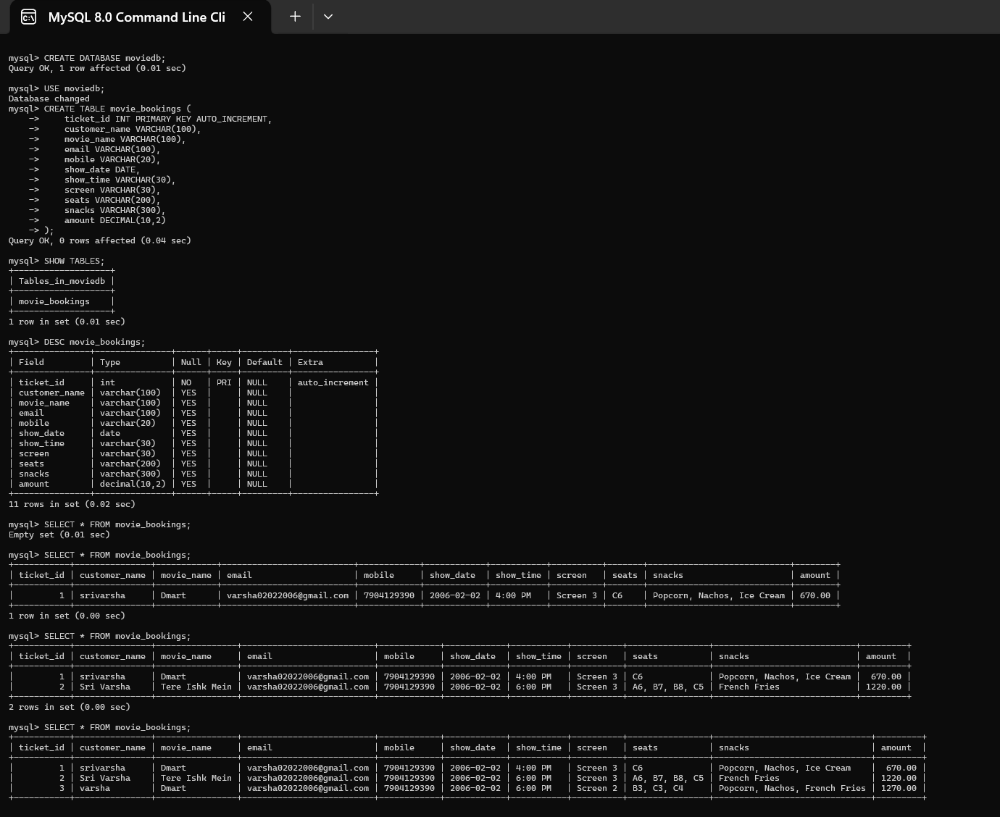 MySQL 8.0 Command Line Cli
mysql> CREATE DATABASE moviedb;
Query OK, 1 row affected (0.01 sec)
mysql> USE moviedb;
Database changed
mysql> CREATE TABLE movie_bookings (
    ->     ticket_id INT PRIMARY KEY AUTO_INCREMENT,
    ->     customer_name VARCHAR(100),
    ->     movie_name VARCHAR(100),
    ->     email VARCHAR(100),
    ->     mobile VARCHAR(20),
    ->     show_date DATE,
    ->     show_time VARCHAR(30),
    ->     screen VARCHAR(30),
    ->     seats VARCHAR(200),
    ->     snacks VARCHAR(300),
    ->     amount DECIMAL(10,2)
    -> );
Query OK, 0 rows affected (0.04 sec)
mysql> SHOW TABLES;
| Tables_in_moviedb |
| movie_bookings    |
1 row in set (0.01 sec)
mysql> DESC movie_bookings;
| Field         | Type          | Null | Key | Default | Extra          |
| ticket_id     | int           | NO   | PRI | NULL    | auto_increment |
| customer_name | varchar(100)  | YES  |     | NULL    |                |
| movie_name    | varchar(100)  | YES  |     | NULL    |                |
| email         | varchar(100)  | YES  |     | NULL    |                |
| mobile        | varchar(20)   | YES  |     | NULL    |                |
| show_date     | date          | YES  |     | NULL    |                |
| show_time     | varchar(30)   | YES  |     | NULL    |                |
| screen        | varchar(30)   | YES  |     | NULL    |                |
| seats         | varchar(200)  | YES  |     | NULL    |                |
| snacks        | varchar(300)  | YES  |     | NULL    |                |
| amount        | decimal(10,2) | YES  |     | NULL    |                |
11 rows in set (0.02 sec)
mysql> SELECT * FROM movie_bookings;
Empty set (0.01 sec)
mysql> SELECT * FROM movie_bookings;
| ticket_id | customer_name | movie_name | email                    | mobile     | show_date  | show_time | screen   | seats | snacks                     | amount |
|         1 | srivarsha     | Dmart      | varsha02022006@gmail.com | 7904129390 | 2006-02-02 | 4:00 PM   | Screen 3 | C6    | Popcorn, Nachos, Ice Cream | 670.00 |
1 row in set (0.00 sec)
mysql> SELECT * FROM movie_bookings;
| ticket_id | customer_name | movie_name     | email                    | mobile     | show_date  | show_time | screen   | seats          | snacks                     | amount  |
|         1 | srivarsha     | Dmart          | varsha02022006@gmail.com | 7904129390 | 2006-02-02 | 4:00 PM   | Screen 3 | C6             | Popcorn, Nachos, Ice Cream |  670.00 |
|         2 | Sri Varsha    | Tere Ishk Mein | varsha02022006@gmail.com | 7904129390 | 2006-02-02 | 6:00 PM   | Screen 3 | A6, B7, B8, C5 | French Fries               | 1220.00 |
2 rows in set (0.00 sec)
mysql> SELECT * FROM movie_bookings;
| ticket_id | customer_name | movie_name     | email                    | mobile     | show_date  | show_time | screen   | seats          | snacks                        | amount  |
|         1 | srivarsha     | Dmart          | varsha02022006@gmail.com | 7904129390 | 2006-02-02 | 4:00 PM   | Screen 3 | C6             | Popcorn, Nachos, Ice Cream    |  670.00 |
|         2 | Sri Varsha    | Tere Ishk Mein | varsha02022006@gmail.com | 7904129390 | 2006-02-02 | 6:00 PM   | Screen 3 | A6, B7, B8, C5 | French Fries                  | 1220.00 |
|         3 | varsha        | Dmart          | varsha02022006@gmail.com | 7904129390 | 2006-02-02 | 6:00 PM   | Screen 2 | B3, C3, C4     | Popcorn, Nachos, French Fries | 1270.00 |